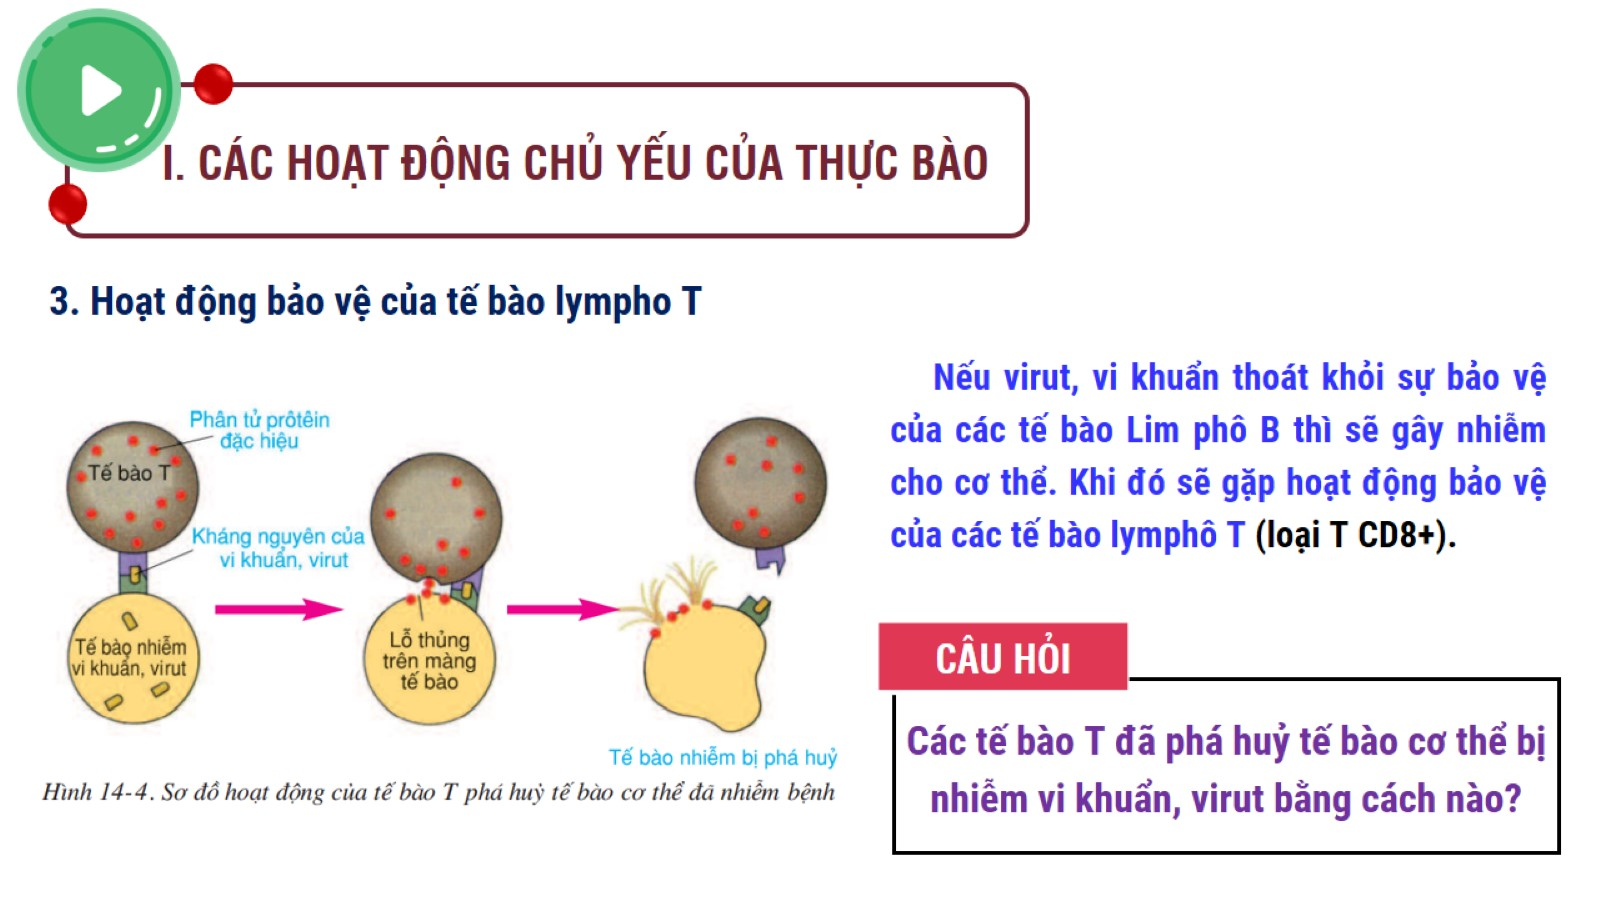 I. CÁC HOẠT ĐỘNG CHỦ YẾU CỦA THỰC BÀO
3. Hoạt động bảo vệ của tế bào lympho T
Phân tử prôtêin
đặc hiệu
Tế bào T
Kháng nguyên của
vi khuẩn, virut
Tế bào nhiễm
vi khuẩn, virut
Lỗ thủng
trên màng
tế bào
Tế bào nhiễm bị phá huỷ
Hình 14-4. Sơ đồ hoạt động của tế bào T phá huỷ tế bào cơ thể đã nhiễm bệnh
Nếu virut, vi khuẩn thoát khỏi sự bảo vệ
của các tế bào Lim phô B thì sẽ gây nhiễm
cho cơ thể. Khi đó sẽ gặp hoạt động bảo vệ
của các tế bào lymphô T (loại T CD8+).
CÂU HỎI
Các tế bào T đã phá huỷ tế bào cơ thể bị
nhiễm vi khuẩn, virut bằng cách nào?